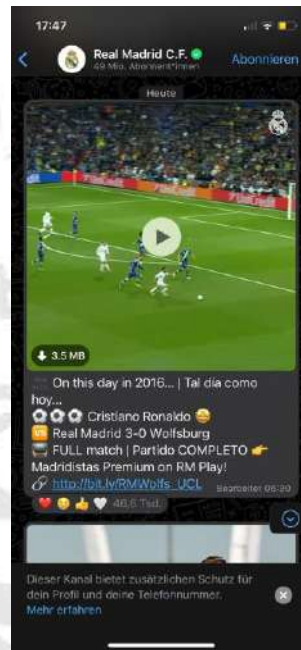 17:47
Real Madrid C.F.
49 Mio. Abonnent*innen
Abonnieren
Heute
UniCredit
3.5 MB
On this day in 2016... | Tal día como
hoy...
⚽⚽⚽ Cristiano Ronaldo 🤩
🆚 Real Madrid 3-0 Wolfsburg
FULL match | Partido COMPLETO 👉
Madridistas Premium on RM Play!
🔗 http://bit.ly/RMWolfs_UCL
Bearbeitet 06:30
❤️ 🤩 👍 🤍 46,6 Tsd.
Dieser Kanal bietet zusätzlichen Schutz für
dein Profil und deine Telefonnummer.
Mehr erfahren